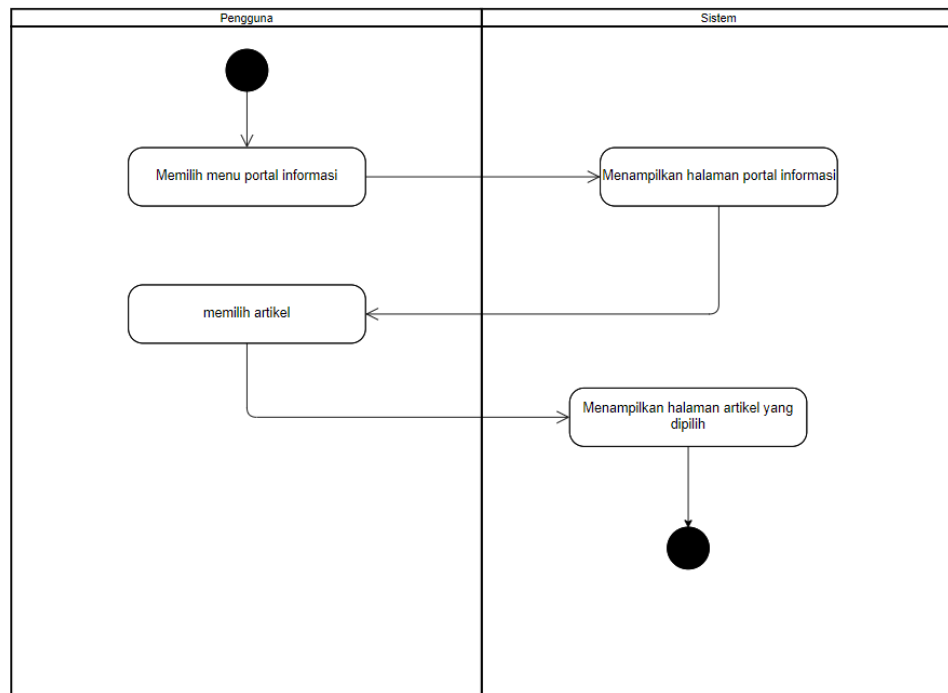 Pengguna
Sistem
Memilih menu portal informasi
Menampilkan halaman portal informasi
memilih artikel
Menampilkan halaman artikel yang
dipilih